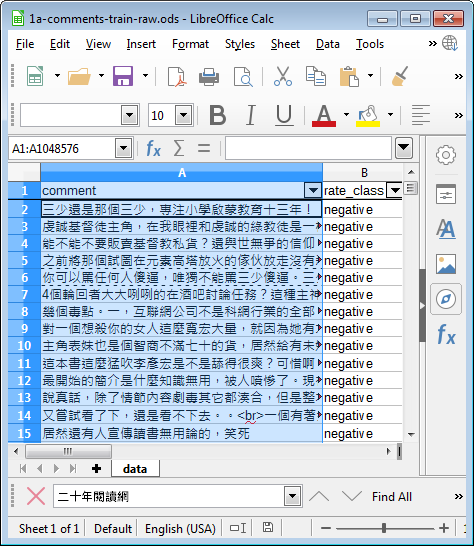 1a-comments-train-raw.ods - LibreOffice Calc
File Edit View Insert Format Styles Sheet Data Tools »
10
A1:A1048576
A B
1 comment rate_class
2 三少還是那個三少，專注小學啟蒙教育十三年！ negative
3 虔誠基督徒主角，在我眼裡和虔誠的綠教徒是一 negative
4 能不能不要販賣基督教私貨？還與世無爭的信仰 negative
5 之前將那個試圖在元素高塔放火的傢伙放走沒有 negative
6 你可以罵任何人傻逼，唯獨不能罵三少傻逼。三 negative
7 4個輪回者大大咧咧的在酒吧討論任務？這種主神 negative
8 幾個毒點。一，互聯網公司不是科網行業的全部 negative
9 對一個想殺你的女人這麼寬宏大量，就因為她有 negative
10 主角表妹也是個智商不滿七十的貨，居然給有未 negative
11 這本書這麼猛吹李彥宏是不是舔得很爽？可惜啊 negative
12 最開始的簡介是什麼知識無用，被人噴慘了。現 negative
13 說真話，除了情節內容劇毒其它都湊合，但是整 negative
14 又嘗試看了下，還是看不下去。。<br>一個有著 negative
15 居然還有人宣傳讀書無用論的，笑死 negative
data
二十年閱讀網 Find All »
Sheet 1 of 1 Default English (USA)